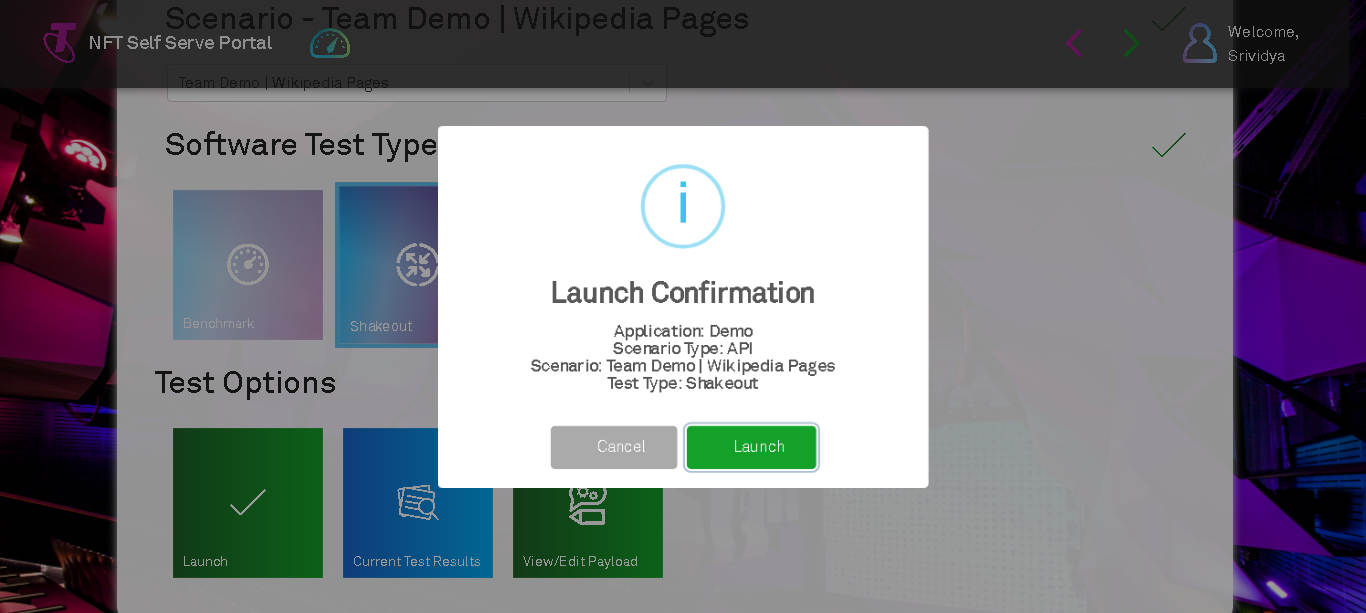 Scenario - Team Demo | Wikipedia Pages
NFT Self Serve Portal
Welcome,
Srividya
Team Demo | Wikipedia Pages
Software Test Type
Benchmark
Shakeout
Launch Confirmation
Application: Demo
Scenario Type: API
Scenario: Team Demo | Wikipedia Pages
Test Type: Shakeout
Cancel
Launch
Test Options
Launch
Current Test Results
View/Edit Payload